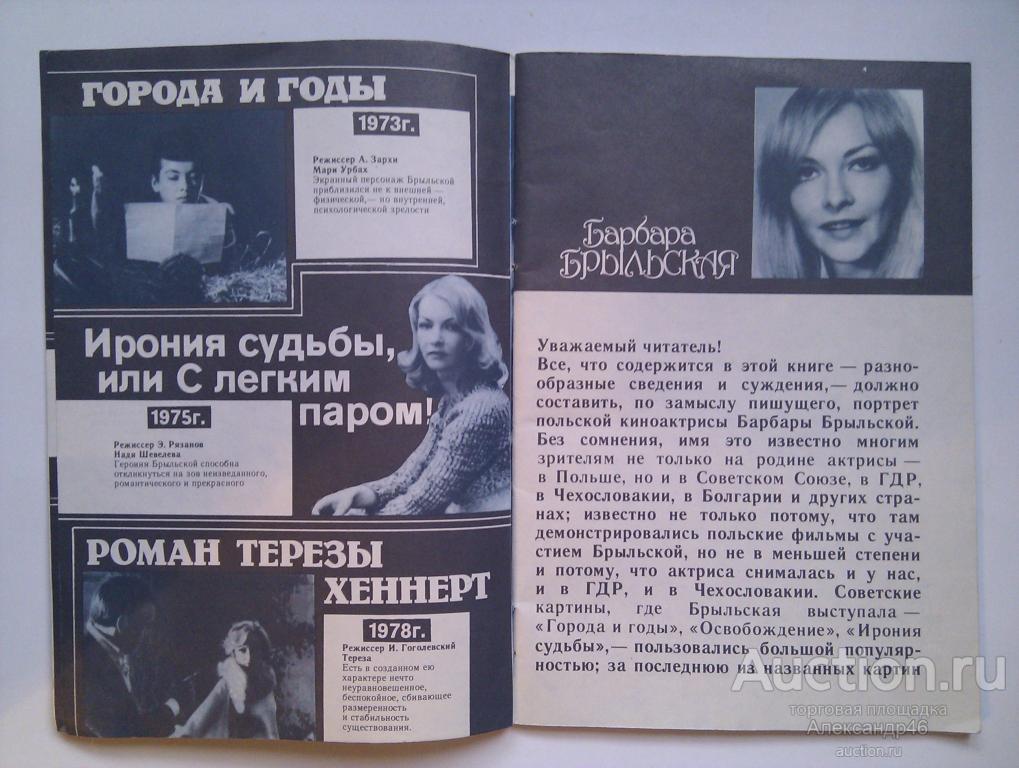 ГОРОДА И ГОДЫ
1973г.
Режиссер А. Зархи
Мари Урбах
Экранный персонаж Брыльской
приблизился не к внешней —
физической,— но внутренней,
психологической зрелости
Ирония судьбы,
или С легким
паром!
1975г.
Режиссер Э. Рязанов
Надя Шевелева
Героиня Брыльской способна
откликнуться на зов неизведанного,
романтического и прекрасного
РОМАН ТЕРЕЗЫ
ХЕННЕРТ
1978г.
Режиссер И. Гоголевский
Тереза
Есть в созданном ею
характере нечто
неуравновешенное,
беспокойное, сбивающее
размеренность
и стабильность
существования.
Барбара
БРЫЛЬСКАЯ
Уважаемый читатель!
Все, что содержится в этой книге — разно-
образные сведения и суждения,— должно
составить, по замыслу пишущего, портрет
польской киноактрисы Барбары Брыльской.
Без сомнения, имя это известно многим
зрителям не только на родине актрисы —
в Польше, но и в Советском Союзе, в ГДР,
в Чехословакии, в Болгарии и других стра-
нах; известно не только потому, что там
демонстрировались польские фильмы с уча-
стием Брыльской, но не в меньшей степени
и потому, что актриса снималась и у нас,
и в ГДР, и в Чехословакии. Советские
картины, где Брыльская выступала —
«Города и годы», «Освобождение», «Ирония
судьбы»,— пользовались большой популяр-
ностью; за последнюю из названных картин
Auction.ru
торговая площадка
Александр46
auction.ru